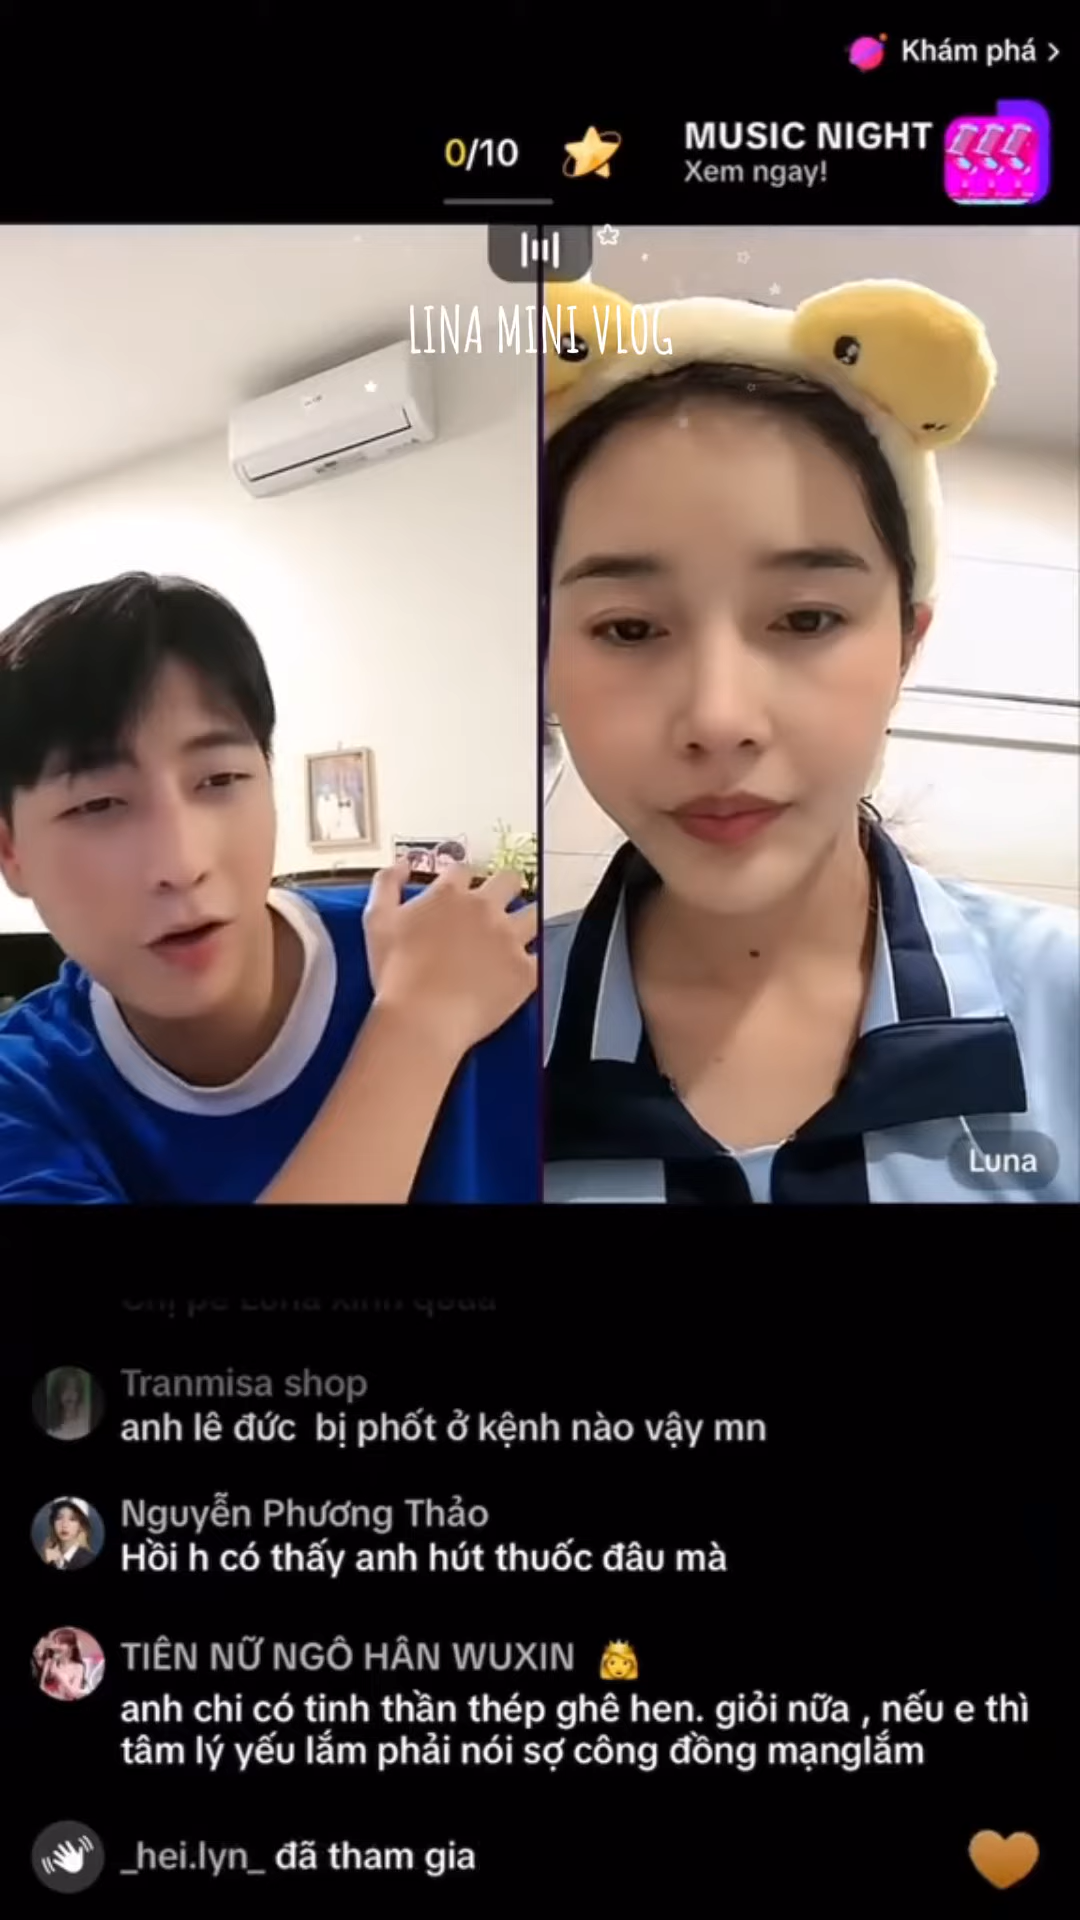 Khám phá >
0/10
MUSIC NIGHT
Xem ngay!
LINA MINI VLOG
Luna
Tranmisa shop
anh lê đức bị phốt ở kệnh nào vậy mn
Nguyễn Phương Thảo
Hồi h có thấy anh hút thuốc đâu mà
TIÊN NỮ NGÔ HÂN WUXIN 👸
anh chi có tinh thần thép ghê hen. giỏi nữa , nếu e thì
tâm lý yếu lắm phải nói sợ công đồng mạnglắm
_hei.lyn_ đã tham gia